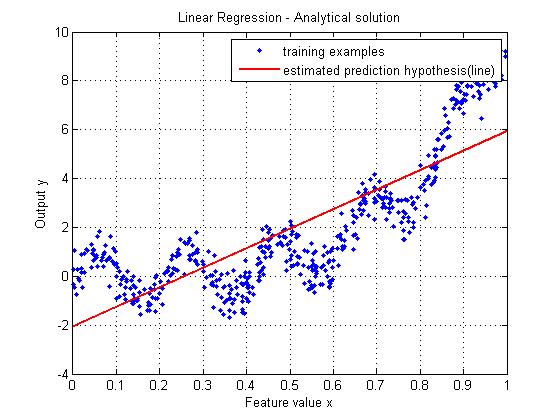 Linear Regression - Analytical solution
training examples
estimated prediction hypothesis(line)
Output y
10
8
6
4
2
0
-2
-4
0 0.1 0.2 0.3 0.4 0.5 0.6 0.7 0.8 0.9 1
Feature value x